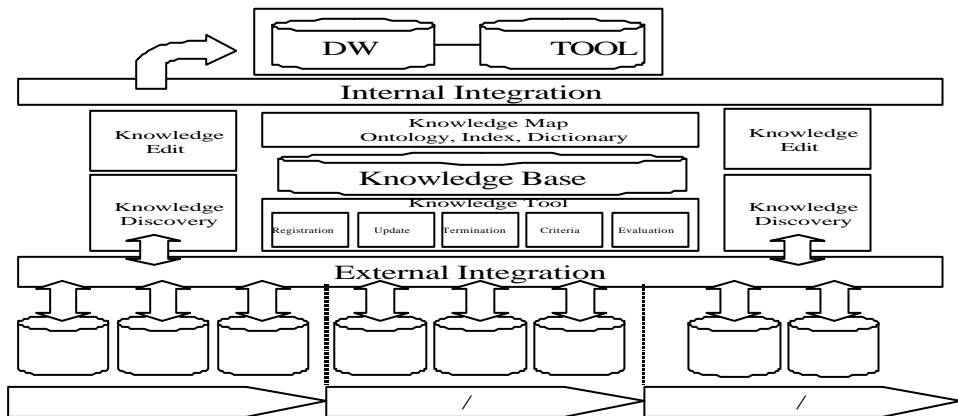 DW TOOL
Internal Integration
Knowledge Edit
Knowledge Map
Ontology, Index, Dictionary
Knowledge Edit
Knowledge Base
Knowledge Discovery
Knowledge Tool
Registration Update Termination Criteria Evaluation
Knowledge Discovery
External Integration
/ /